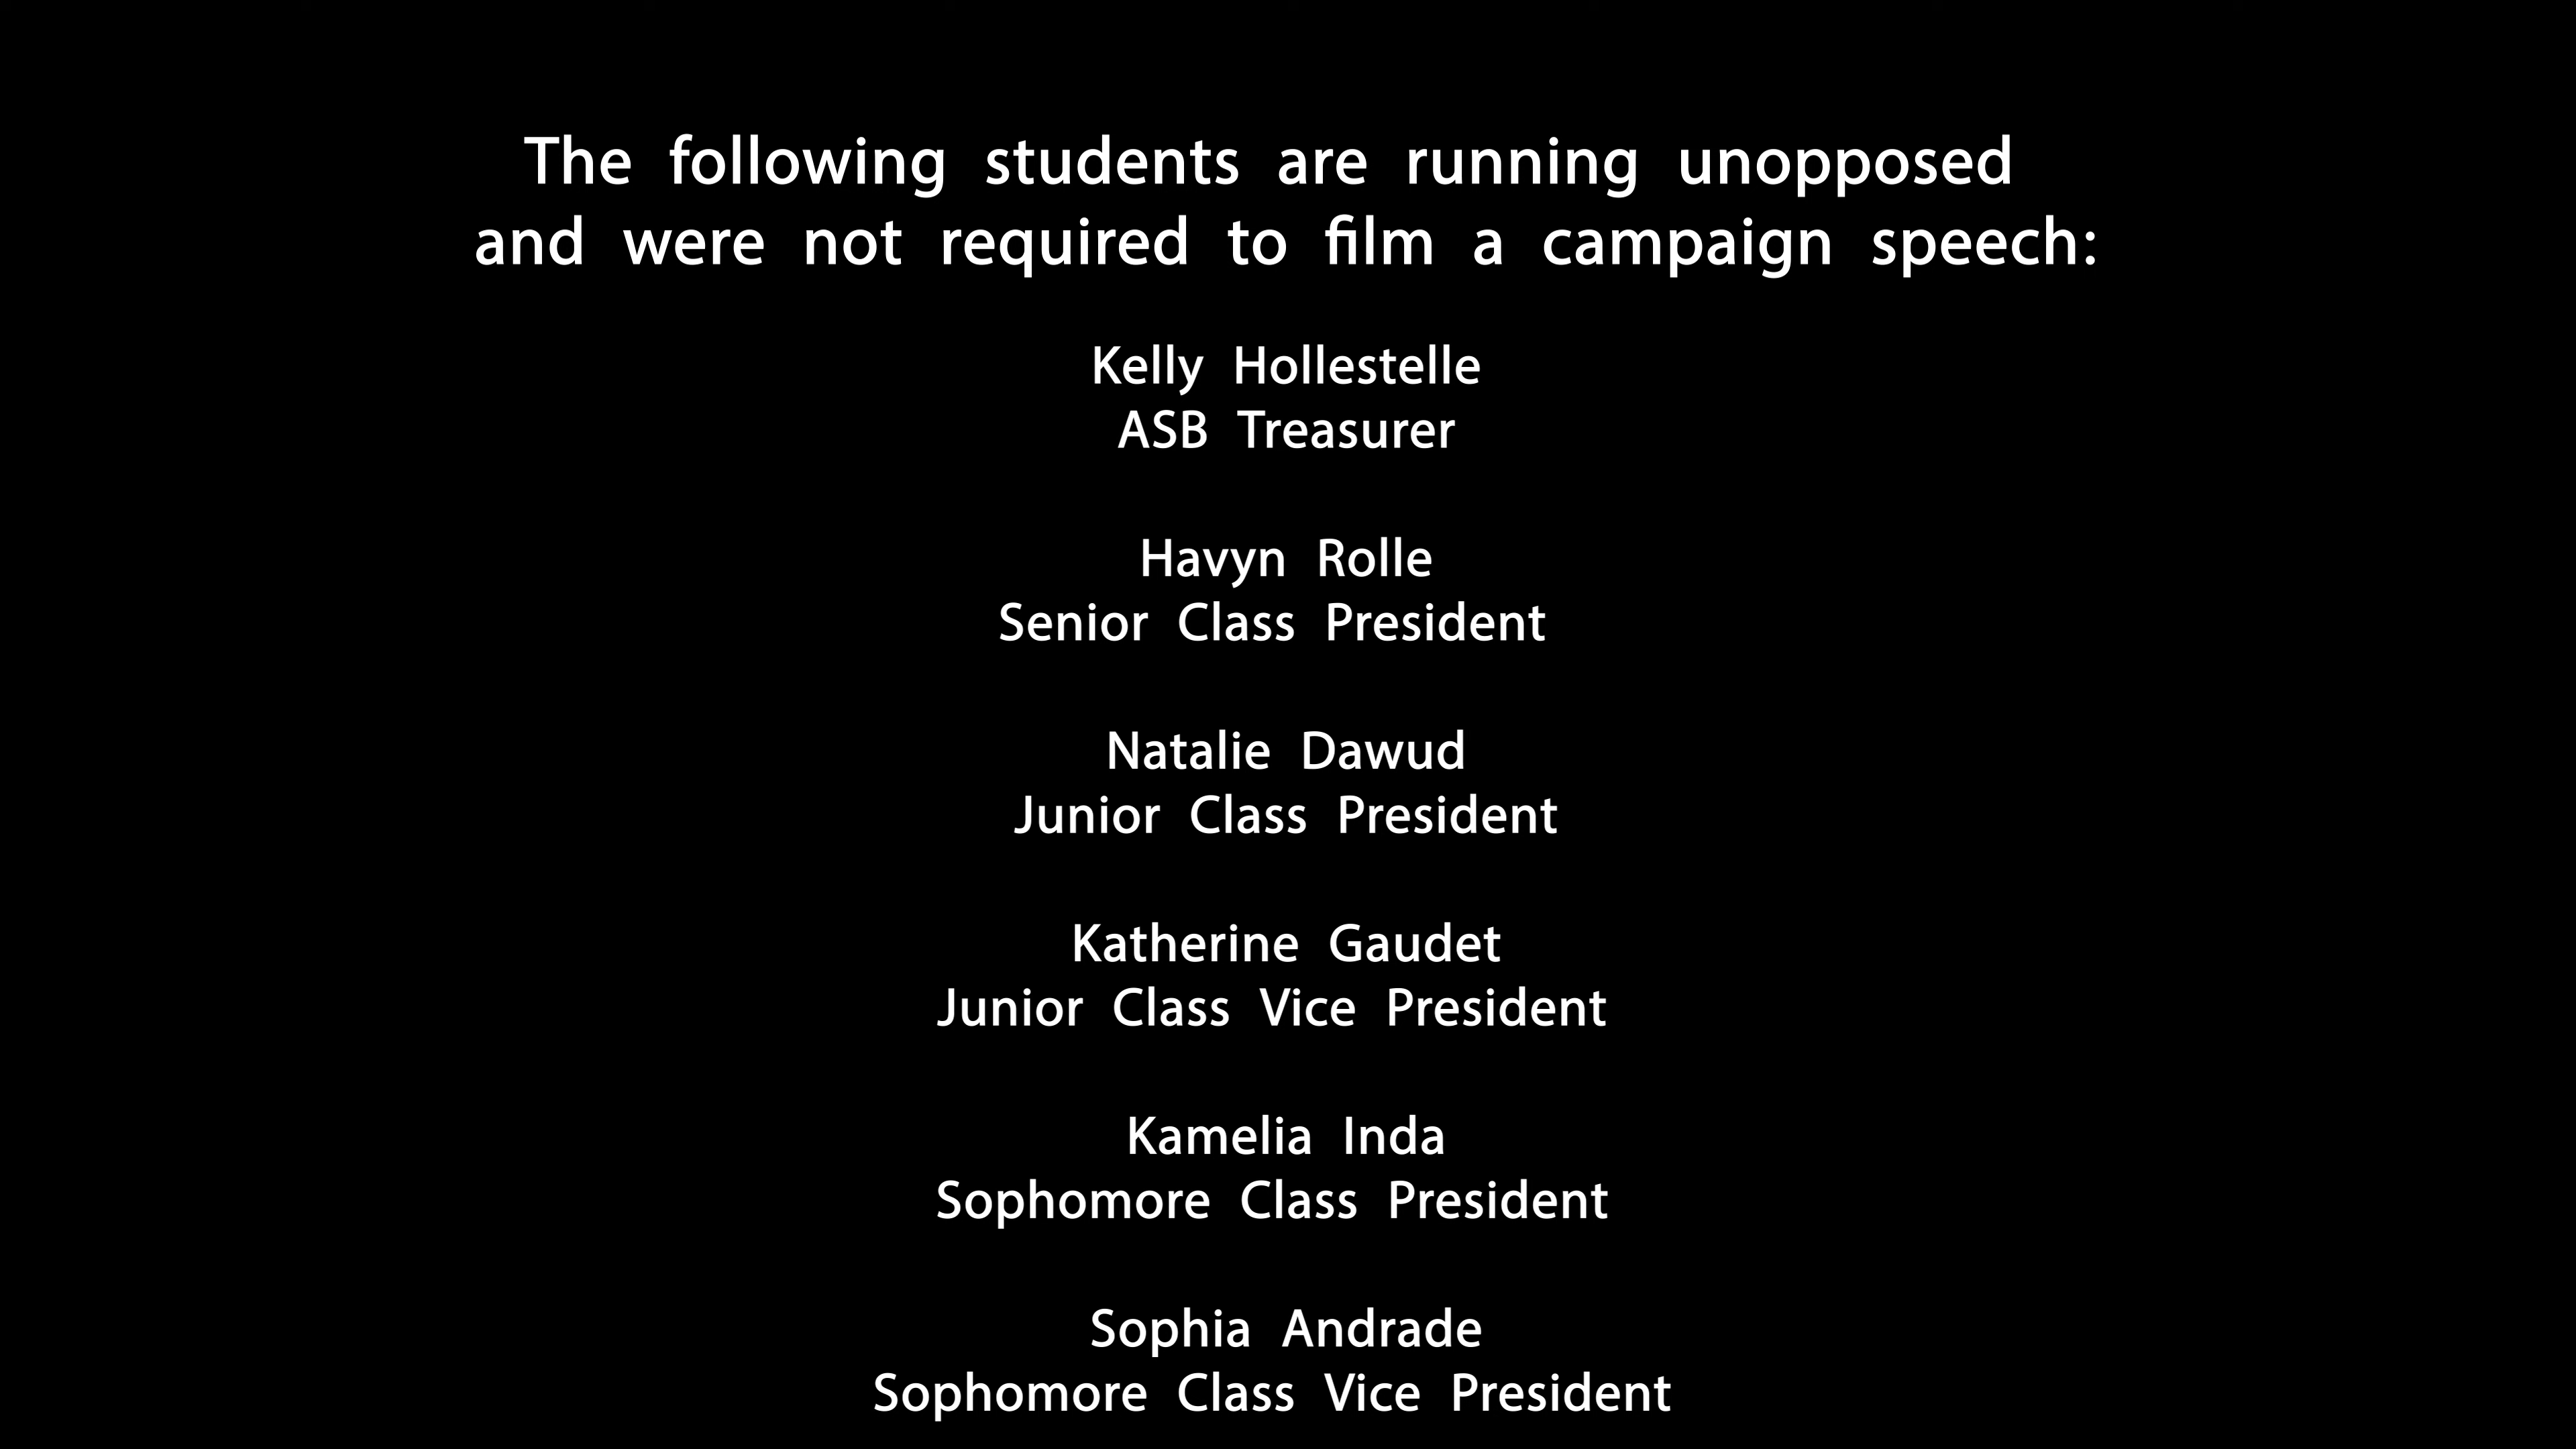 The following students are running unopposed
and were not required to film a campaign speech:
Kelly Hollestelle
ASB Treasurer
Havyn Rolle
Senior Class President
Natalie Dawud
Junior Class President
Katherine Gaudet
Junior Class Vice President
Kamelia Inda
Sophomore Class President
Sophia Andrade
Sophomore Class Vice President